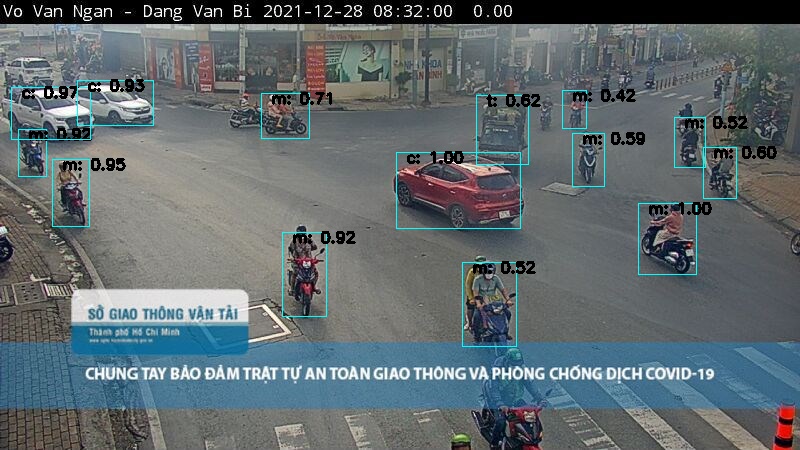 Vo Van Ngan - Dang Van Bi 2021-12-28 08:32:00 0.00
c: 0.97
c: 0.93
m: 0.71
t: 0.62
m: 0.42
m: 0.92
m: 0.59
m: 0.52
m: 0.60
m: 0.95
c: 1.00
m: 1.00
m: 0.92
m: 0.52
SỞ GIAO THÔNG VẬN TẢI
Thành phố Hồ Chí Minh
CHUNG TAY BẢO ĐẢM TRẬT TỰ AN TOÀN GIAO THÔNG VÀ PHÒNG CHỐNG DỊCH COVID-19